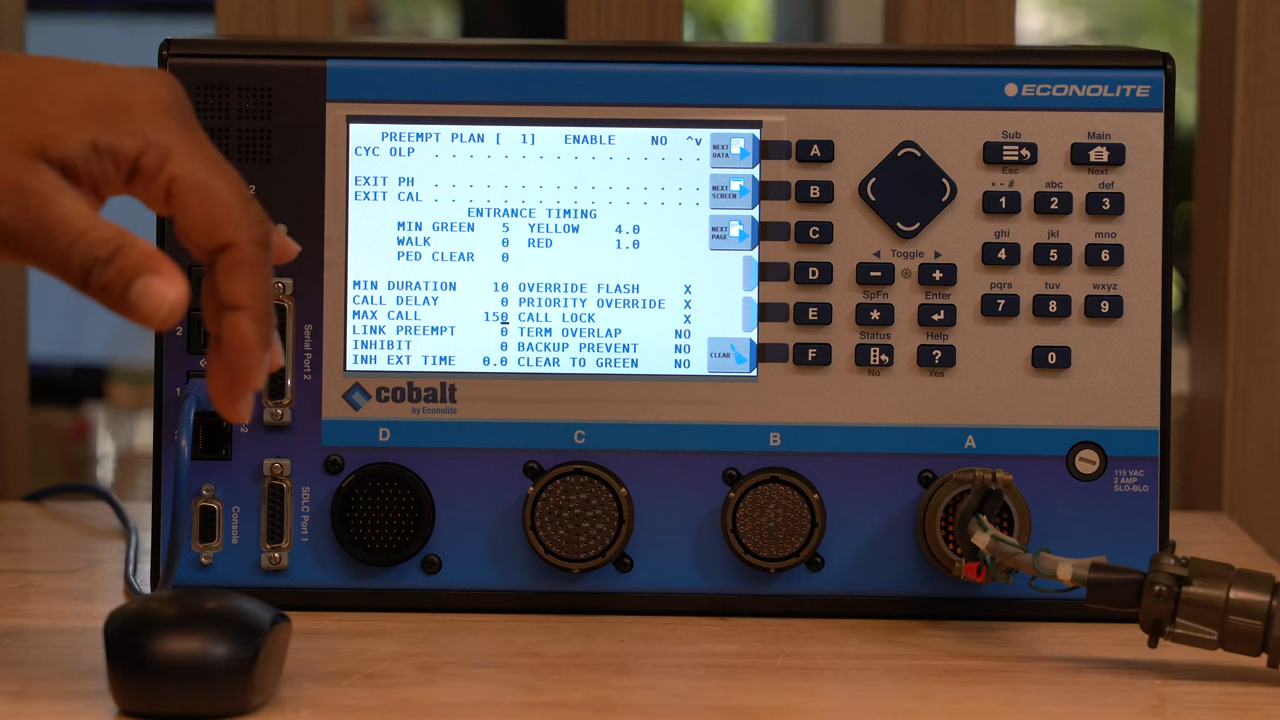 ECONOLITE
PREEMPT PLAN [ 1] ENABLE NO ^v
CYC OLP . . . . . . . . . . . . . . . .
EXIT PH . . . . . . . . . . . . . . . .
EXIT CAL . . . . . . . . . . . . . . . .
ENTRANCE TIMING
MIN GREEN 5 YELLOW 4.0
WALK 0 RED 1.0
PED CLEAR 0
MIN DURATION 10 OVERRIDE FLASH X
CALL DELAY 0 PRIORITY OVERRIDE X
MAX CALL 150 CALL LOCK X
LINK PREEMPT 0 TERM OVERLAP NO
INHIBIT 0 BACKUP PREVENT NO
INH EXT TIME 0.0 CLEAR TO GREEN NO
NEXT DATA
NEXT SCREEN
NEXT PAGE
CLEAR
A
B
C
D
E
F
Sub Main
Esc Next
* - # abc def
1 2 3
ghi jkl mno
4 5 6
pqrs tuv wxyz
7 8 9
0
Toggle
- +
SpFn Enter
*
Status Help
?
No Yes
cobalt
by Econolite
D C B A
115 VAC
2 AMP
SLO-BLO
2
2
1
Serial Port 2
SDLC Port 1
Console